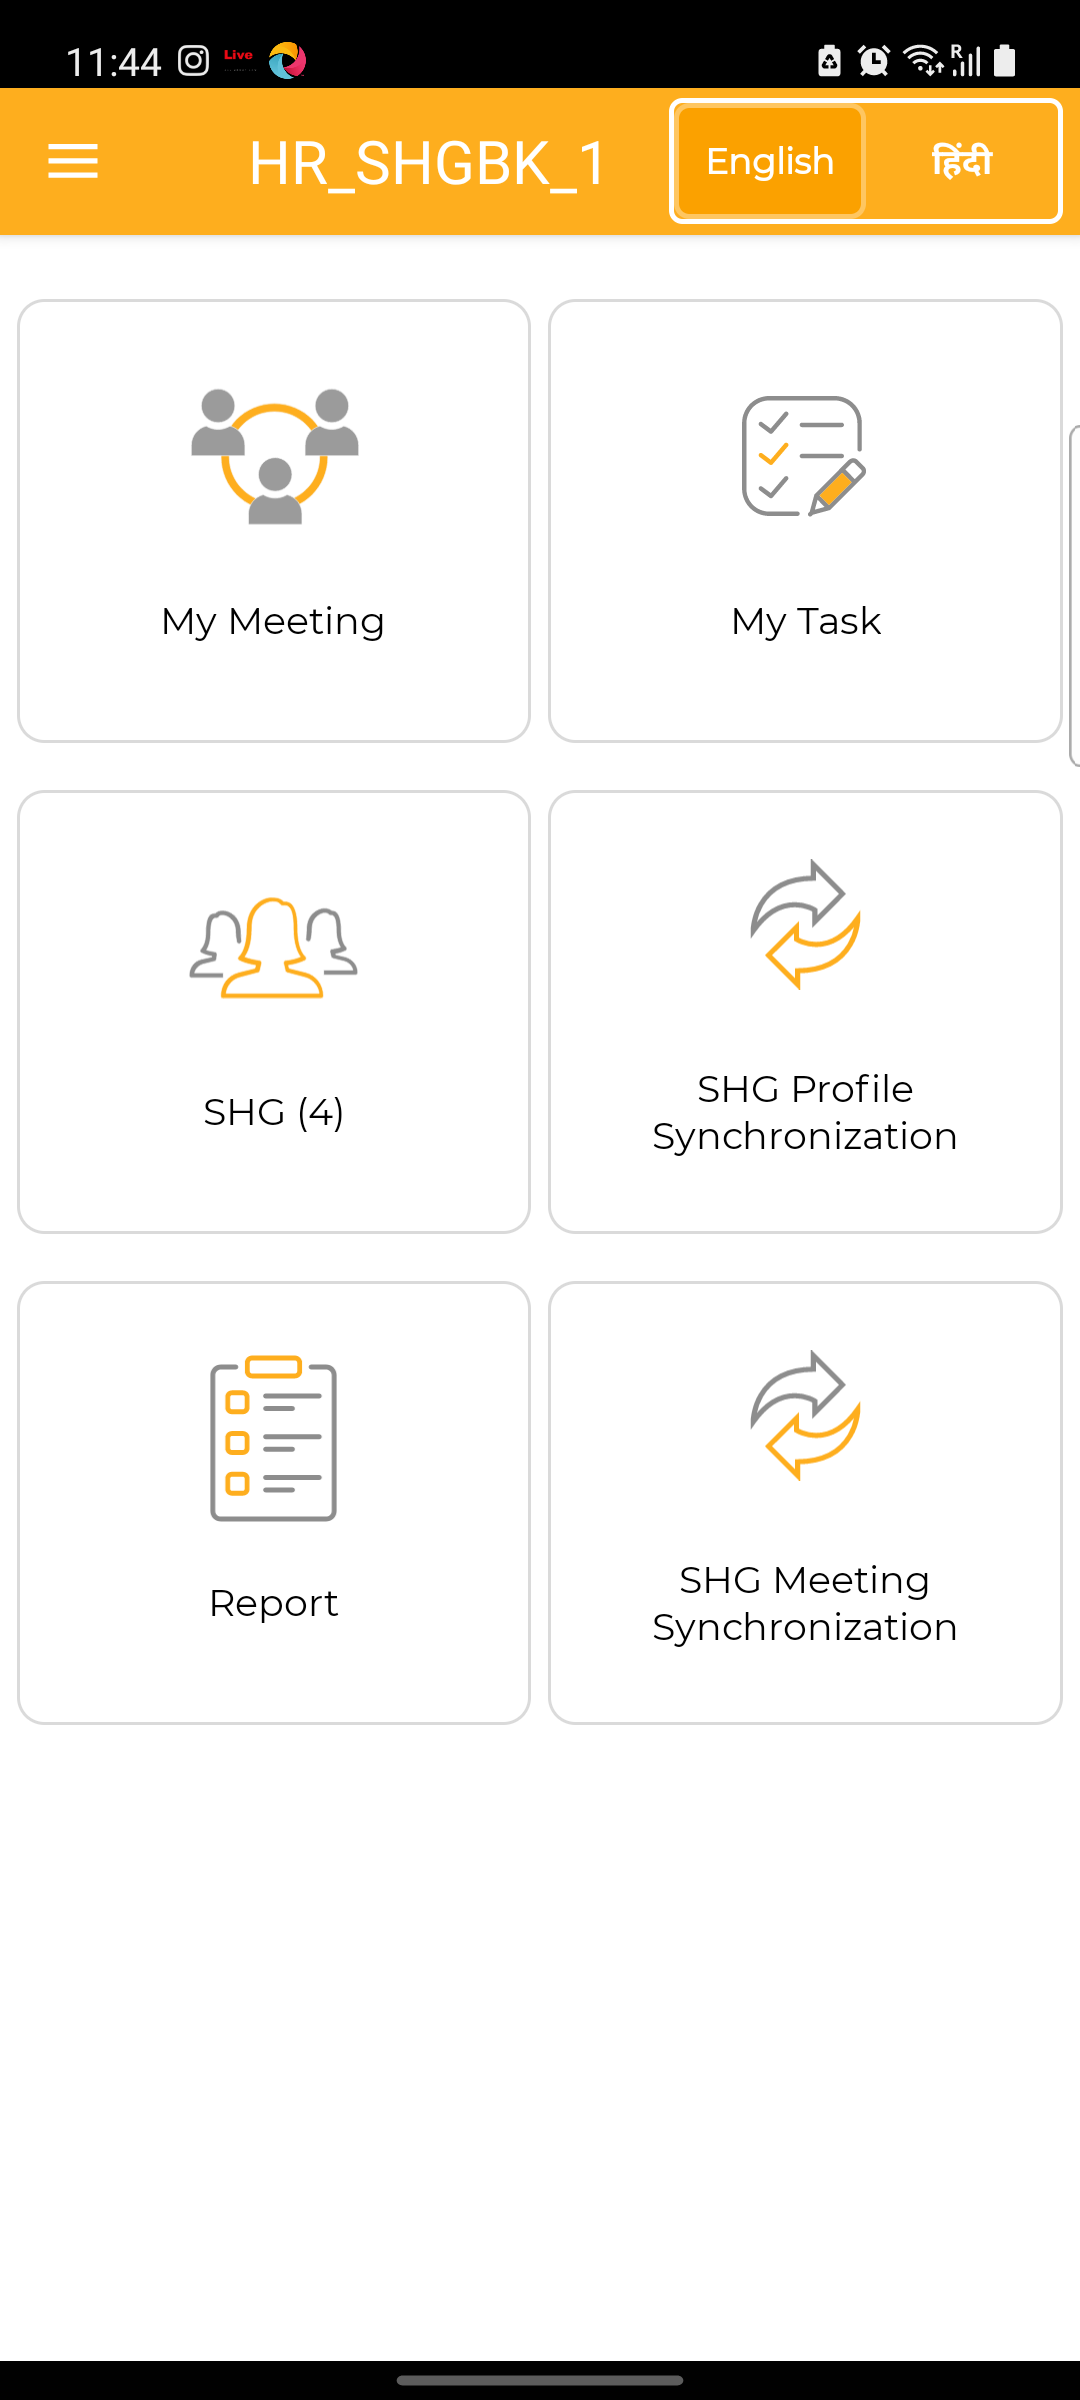 11:44 Live R
HR_SHGBK_1 English हिंदी
My Meeting
My Task
SHG (4)
SHG Profile
Synchronization
Report
SHG Meeting
Synchronization